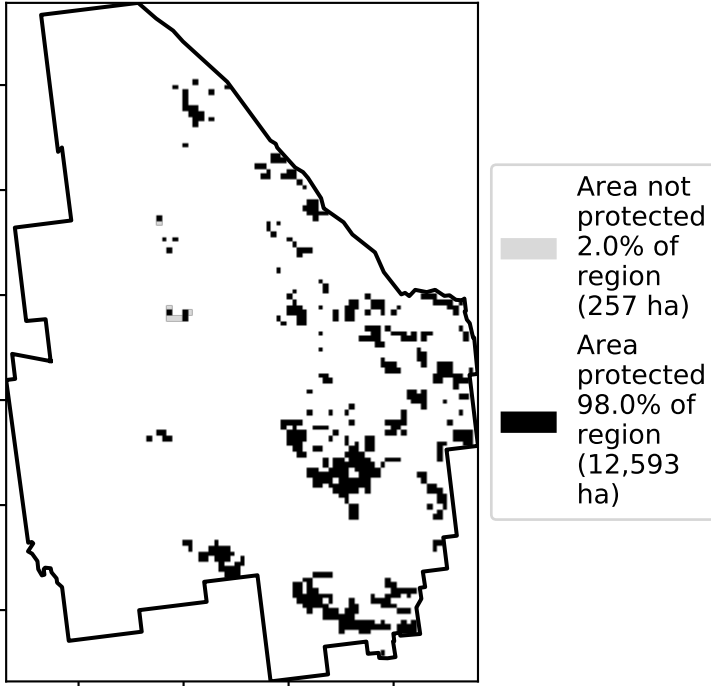 Area not
protected
2.0% of
region
(257 ha)
Area
protected
98.0% of
region
(12,593
ha)